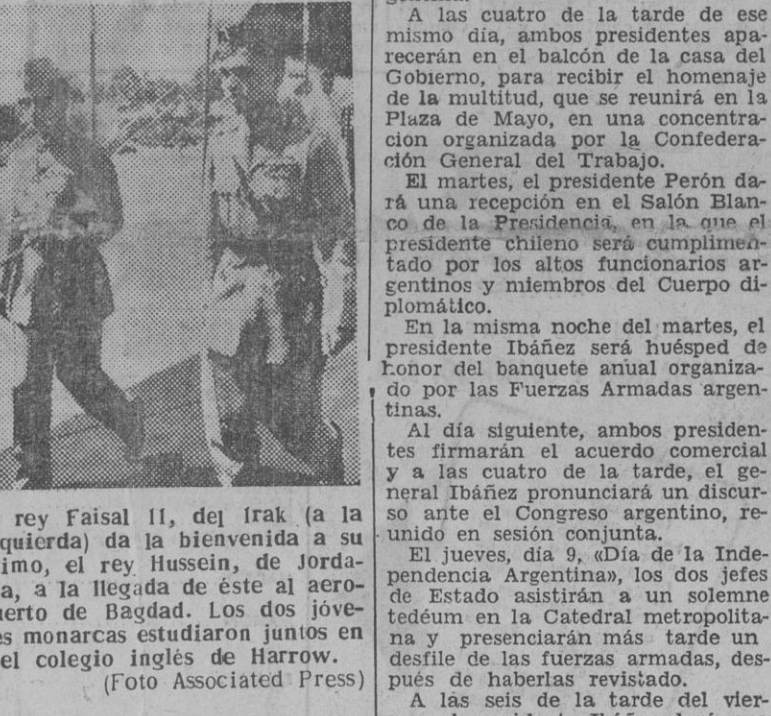 rey Faisal II, del Irak (a la
quierda) da la bienvenida a su
imo, el rey Hussein, de Jorda-
a, a la llegada de éste al aero-
uerto de Bagdad. Los dos jóve-
es monarcas estudiaron juntos en
el colegio inglés de Harrow.
(Foto Associated Press)
A las cuatro de la tarde de ese
mismo día, ambos presidentes apa-
recerán en el balcón de la casa del
Gobierno, para recibir el homenaje
de la multitud, que se reunirá en la
Plaza de Mayo, en una concentra-
cion organizada por la Confedera-
ción General del Trabajo.
El martes, el presidente Perón da-
rá una recepción en el Salón Blan-
co de la Presidencia, en la que el
presidente chileno será cumplimen-
tado por los altos funcionarios ar-
gentinos y miembros del Cuerpo di-
plomático.
En la misma noche del martes, el
presidente Ibáñez será huésped de
honor del banquete anual organiza-
do por las Fuerzas Armadas argen-
tinas.
Al día siguiente, ambos presiden-
tes firmarán el acuerdo comercial
y a las cuatro de la tarde, el ge-
neral Ibáñez pronunciará un discur-
so ante el Congreso argentino, re-
unido en sesión conjunta.
El jueves, día 9, «Día de la Inde-
pendencia Argentina», los dos jefes
de Estado asistirán a un solemne
tedéum en la Catedral metropolita-
na y presenciarán más tarde un
desfile de las fuerzas armadas, des-
pués de haberlas revistado.
A las seis de la tarde del vier-